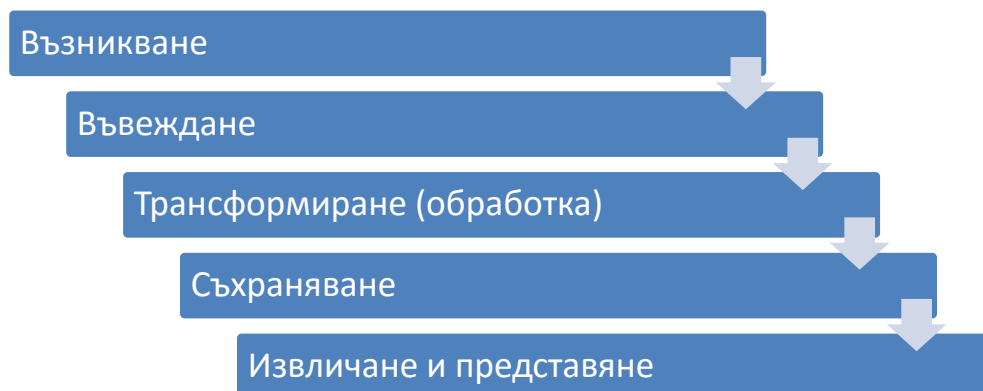 Възникване
Въвеждане
Трансформиране (обработка)
Съхраняване
Извличане и представяне